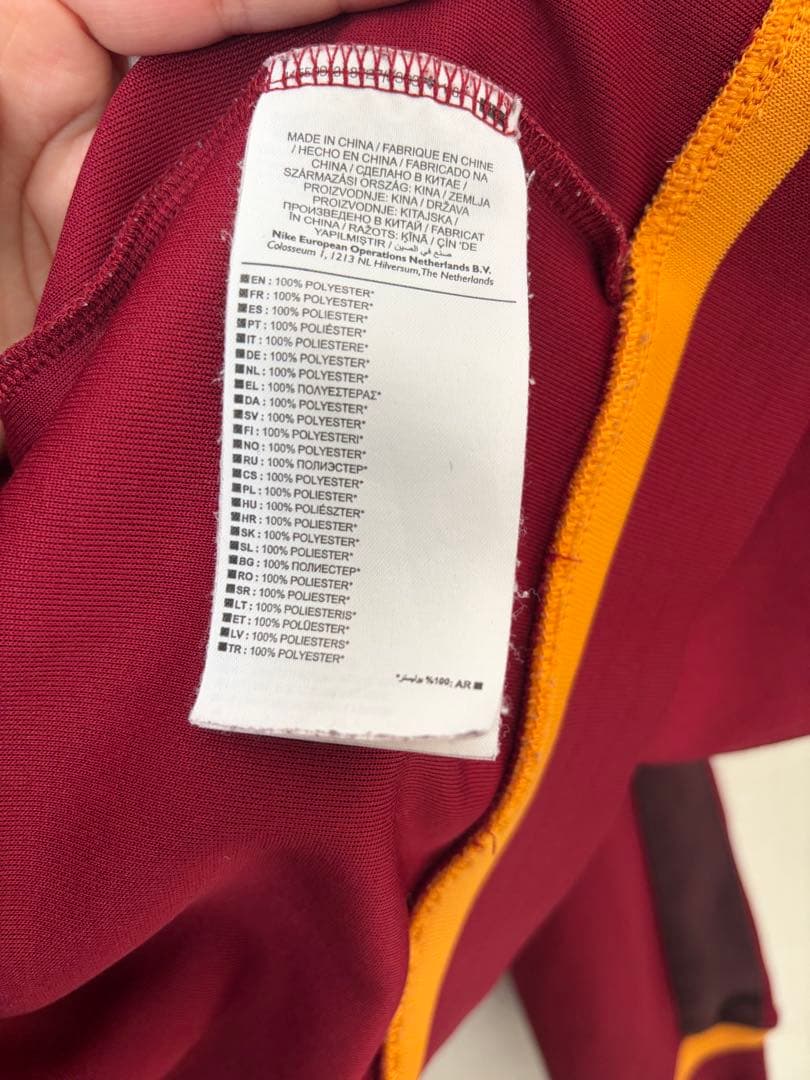 MADE IN CHINA / FABRIQUE EN CHINE
/ HECHO EN CHINA / FABRICADO NA
CHINA / СДЕЛАНО В КИТАЕ /
SZÁRMAZÁSI ORSZÁG: KINA / ZEMLJA
PROIZVODNJE: KINA / DRŽAVA
PROIZVODNJE: KITAJSKA /
ПРОИЗВЕДЕНО В КИТАЙ / FABRICAT
ÎN CHINA / RAŽOTS: ĶĪNĀ / ÇİN 'DE
YAPILMIŞTIR / صنع في الصين
Nike European Operations Netherlands B.V.
Colosseum 1, 1213 NL Hilversum, The Netherlands
EN : 100% POLYESTER*
FR : 100% POLYESTER*
ES : 100% POLIÉSTER*
PT : 100% POLIÉSTER*
IT : 100% POLIESTERE*
DE : 100% POLYESTER*
NL : 100% POLYESTER*
EL : 100% ΠΟΛΥΕΣΤΕΡΑΣ*
DA : 100% POLYESTER*
SV : 100% POLYESTER*
FI : 100% POLYESTERI*
NO : 100% POLYESTER*
RU : 100% ПОЛИЭСТЕР*
CS : 100% POLYESTER*
PL : 100% POLIESTER*
HU : 100% POLIÉSZTER*
HR : 100% POLIESTER*
SK : 100% POLYESTER*
SL : 100% POLIESTER*
BG : 100% ПОЛИЕСТЕР*
RO : 100% POLIESTER*
SR : 100% POLIESTER*
LT : 100% POLIESTERIS*
ET : 100% POLÜESTER*
LV : 100% POLIESTERS*
TR : 100% POLYESTER*
AR :100% بوليستر*